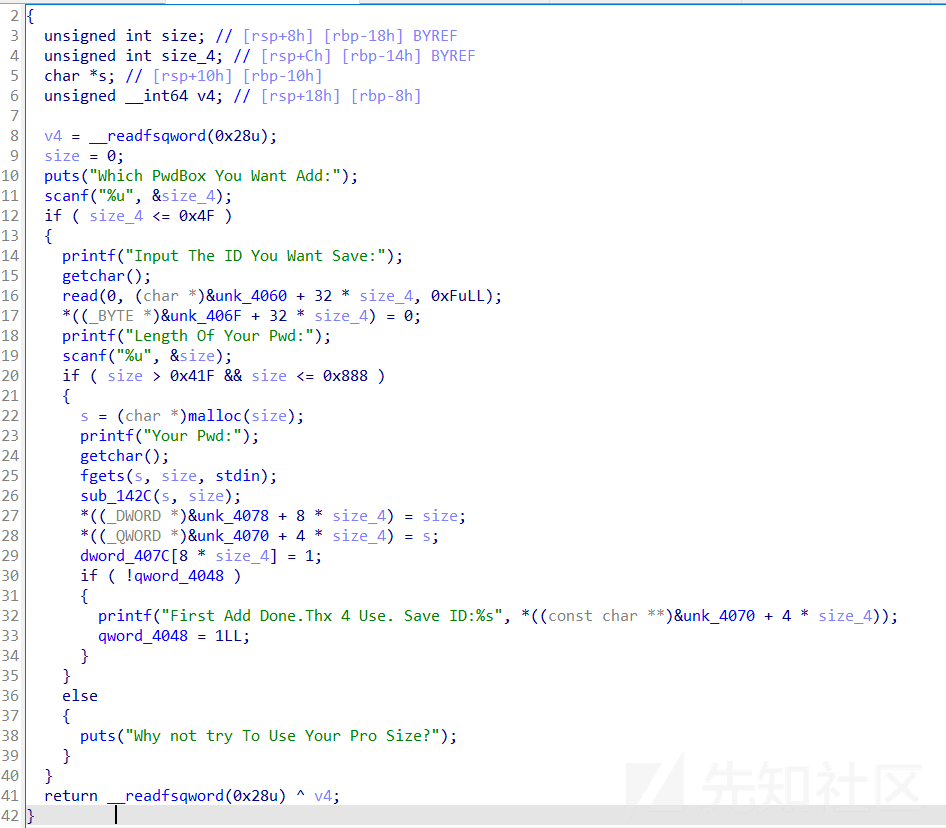 2 {
3 unsigned int size; // [rsp+8h] [rbp-18h] BYREF
4 unsigned int size_4; // [rsp+Ch] [rbp-14h] BYREF
5 char *s; // [rsp+10h] [rbp-10h]
6 unsigned __int64 v4; // [rsp+18h] [rbp-8h]
7
8 v4 = __readfsqword(0x28u);
9 size = 0;
10 puts("Which PwdBox You Want Add:");
11 scanf("%u", &size_4);
12 if ( size_4 <= 0x4F )
13 {
14 printf("Input The ID You Want Save:");
15 getchar();
16 read(0, (char *)&unk_4060 + 32 * size_4, 0xFuLL);
17 *((_BYTE *)&unk_406F + 32 * size_4) = 0;
18 printf("Length Of Your Pwd:");
19 scanf("%u", &size);
20 if ( size > 0x41F && size <= 0x888 )
21 {
22 s = (char *)malloc(size);
23 printf("Your Pwd:");
24 getchar();
25 fgets(s, size, stdin);
26 sub_142C(s, size);
27 *((_DWORD *)&unk_4078 + 8 * size_4) = size;
28 *((_QWORD *)&unk_4070 + 4 * size_4) = s;
29 dword_407C[8 * size_4] = 1;
30 if ( !qword_4048 )
31 {
32 printf("First Add Done.Thx 4 Use. Save ID:%s", *((const char **)&unk_4070 + 4 * size_4));
33 qword_4048 = 1LL;
34 }
35 }
36 else
37 {
38 puts("Why not try To Use Your Pro Size?");
39 }
40 }
41 return __readfsqword(0x28u) ^ v4;
42 }
先知社区